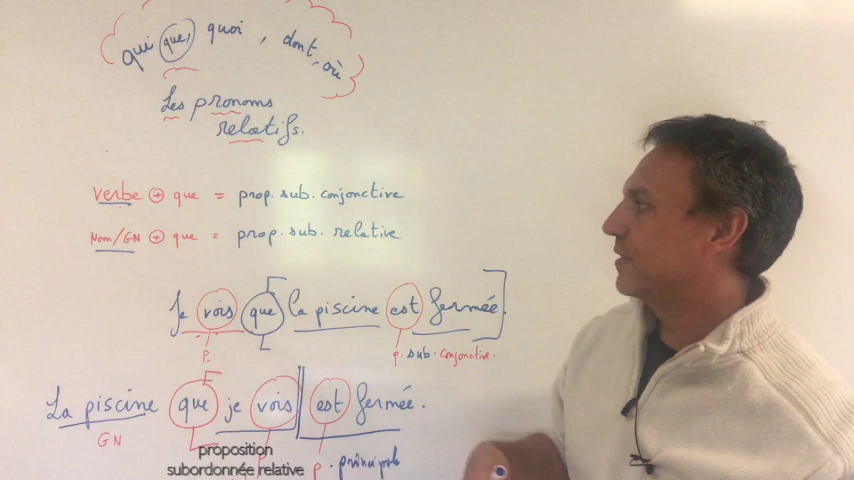 qui que, quoi, dont, où
Les pronoms
relatifs.
Verbe ⊕ que = prop. sub. conjonctive
Nom/GN ⊕ que = prop. sub. relative
Je vois [que la piscine est fermée].
P.
p. sub. conjonctive.
La piscine [que je vois] est fermée.
GN
proposition
subordonnée relative
p. principale